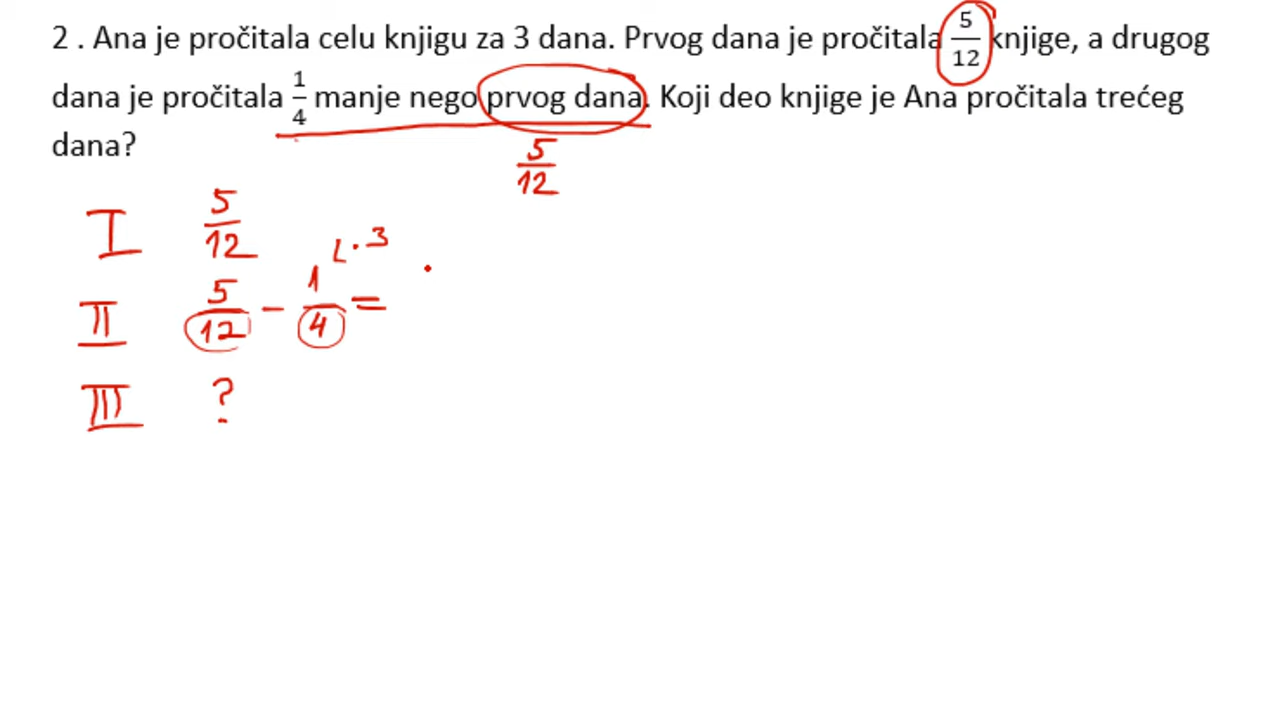 2 . Ana je pročitala celu knjigu za 3 dana. Prvog dana je pročitala 5/12 knjige, a drugog
dana je pročitala 1/4 manje nego prvog dana. Koji deo knjige je Ana pročitala trećeg
dana?
5/12
I 5/12
II 5/12 - 1/4 = L·3
III ?